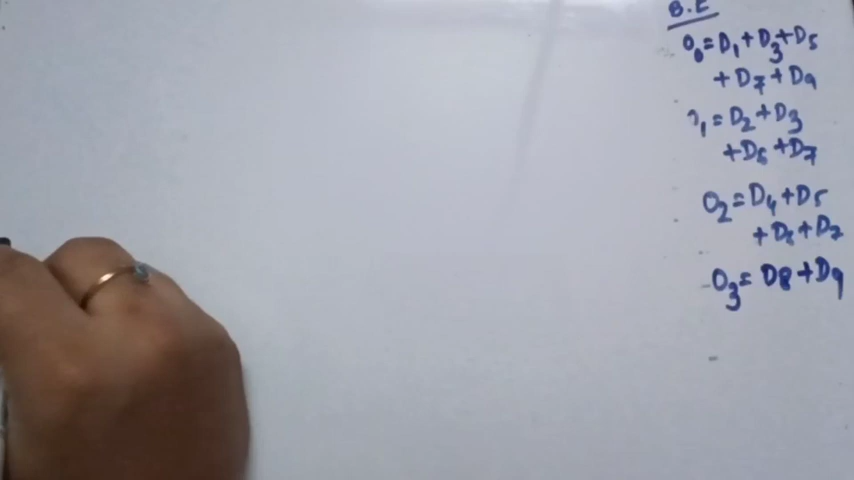 B.E
O₀=D₁+D₃+D₅
+D₇+D₉
O₁=D₂+D₃
+D₆+D₇
O₂=D₄+D₅
+D₆+D₇
O₃=D8+D9